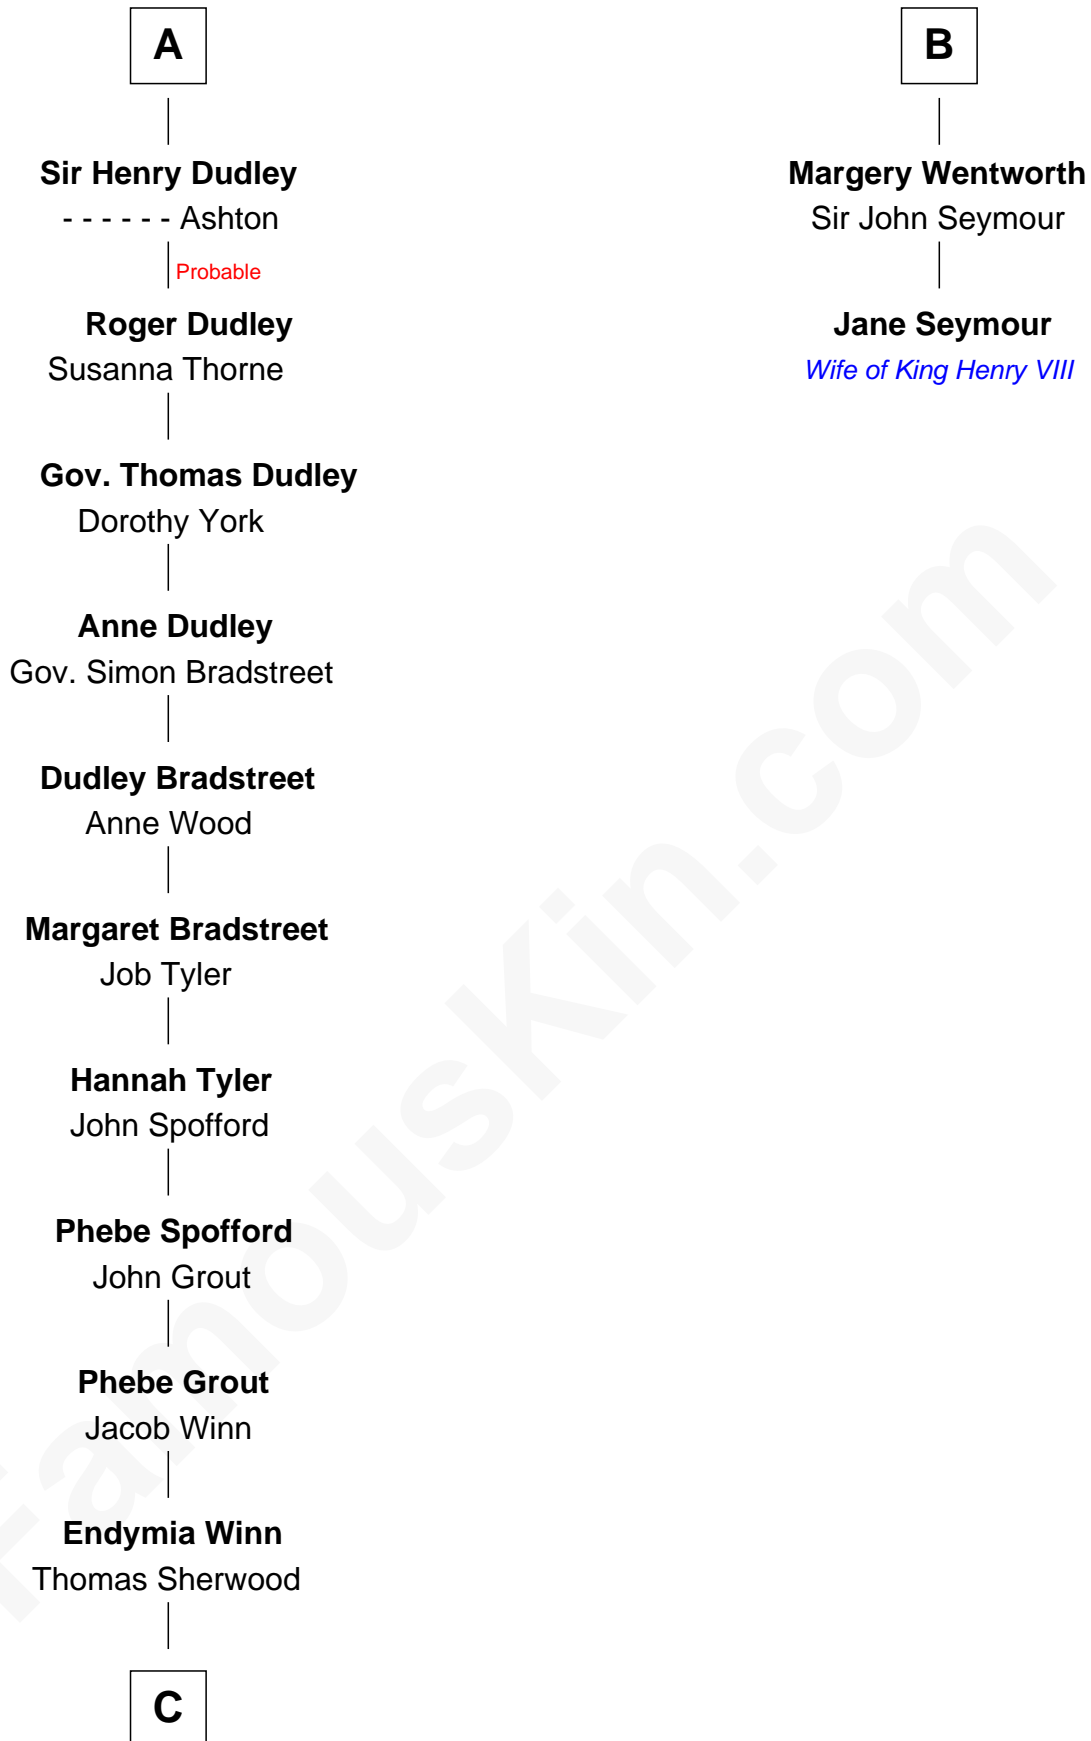 A
Sir Henry Dudley
- - - - - - Ashton
Probable
Roger Dudley
Susanna Thorne
Gov. Thomas Dudley
Dorothy York
Anne Dudley
Gov. Simon Bradstreet
Dudley Bradstreet
Anne Wood
Margaret Bradstreet
Job Tyler
Hannah Tyler
John Spofford
Phebe Spofford
John Grout
Phebe Grout
Jacob Winn
Endymia Winn
Thomas Sherwood
C
B
Margery Wentworth
Sir John Seymour
Jane Seymour
Wife of King Henry VIII
FamousKin.com